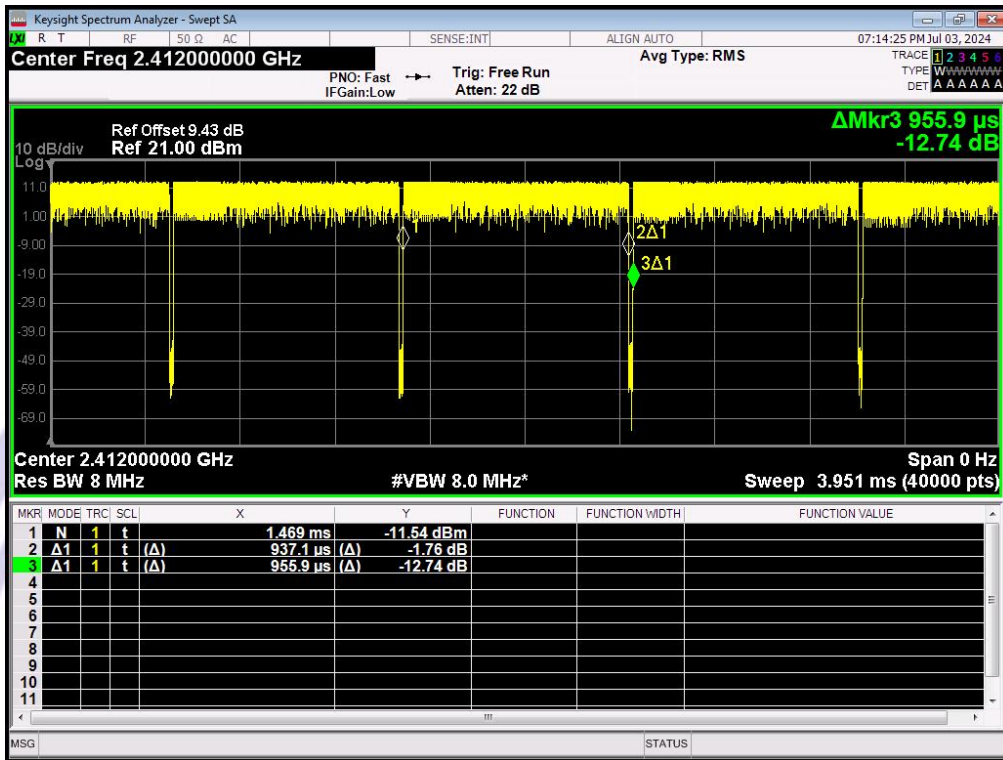 Keysight Spectrum Analyzer - Swept SA
LXI R T RF 50 Ω AC SENSE:INT ALIGN AUTO 07:14:25 PM Jul 03, 2024
Center Freq 2.412000000 GHz Avg Type: RMS TRACE 1 2 3 4 5 6
PNO: Fast Trig: Free Run TYPE WWWWWW
IFGain:Low Atten: 22 dB DET A A A A A A
ΔMkr3 955.9 µs
-12.74 dB
Ref Offset 9.43 dB
10 dB/div Ref 21.00 dBm
Log
11.0
1.00
1
2Δ1
-9.00
3Δ1
-19.0
-29.0
-39.0
-49.0
-59.0
-69.0
Center 2.412000000 GHz Span 0 Hz
Res BW 8 MHz #VBW 8.0 MHz* Sweep 3.951 ms (40000 pts)
MKR MODE TRC SCL X Y FUNCTION FUNCTION WIDTH FUNCTION VALUE
1 N 1 t 1.469 ms -11.54 dBm
2 Δ1 1 t (Δ) 937.1 µs (Δ) -1.76 dB
3 Δ1 1 t (Δ) 955.9 µs (Δ) -12.74 dB
4
5
6
7
8
9
10
11
MSG STATUS